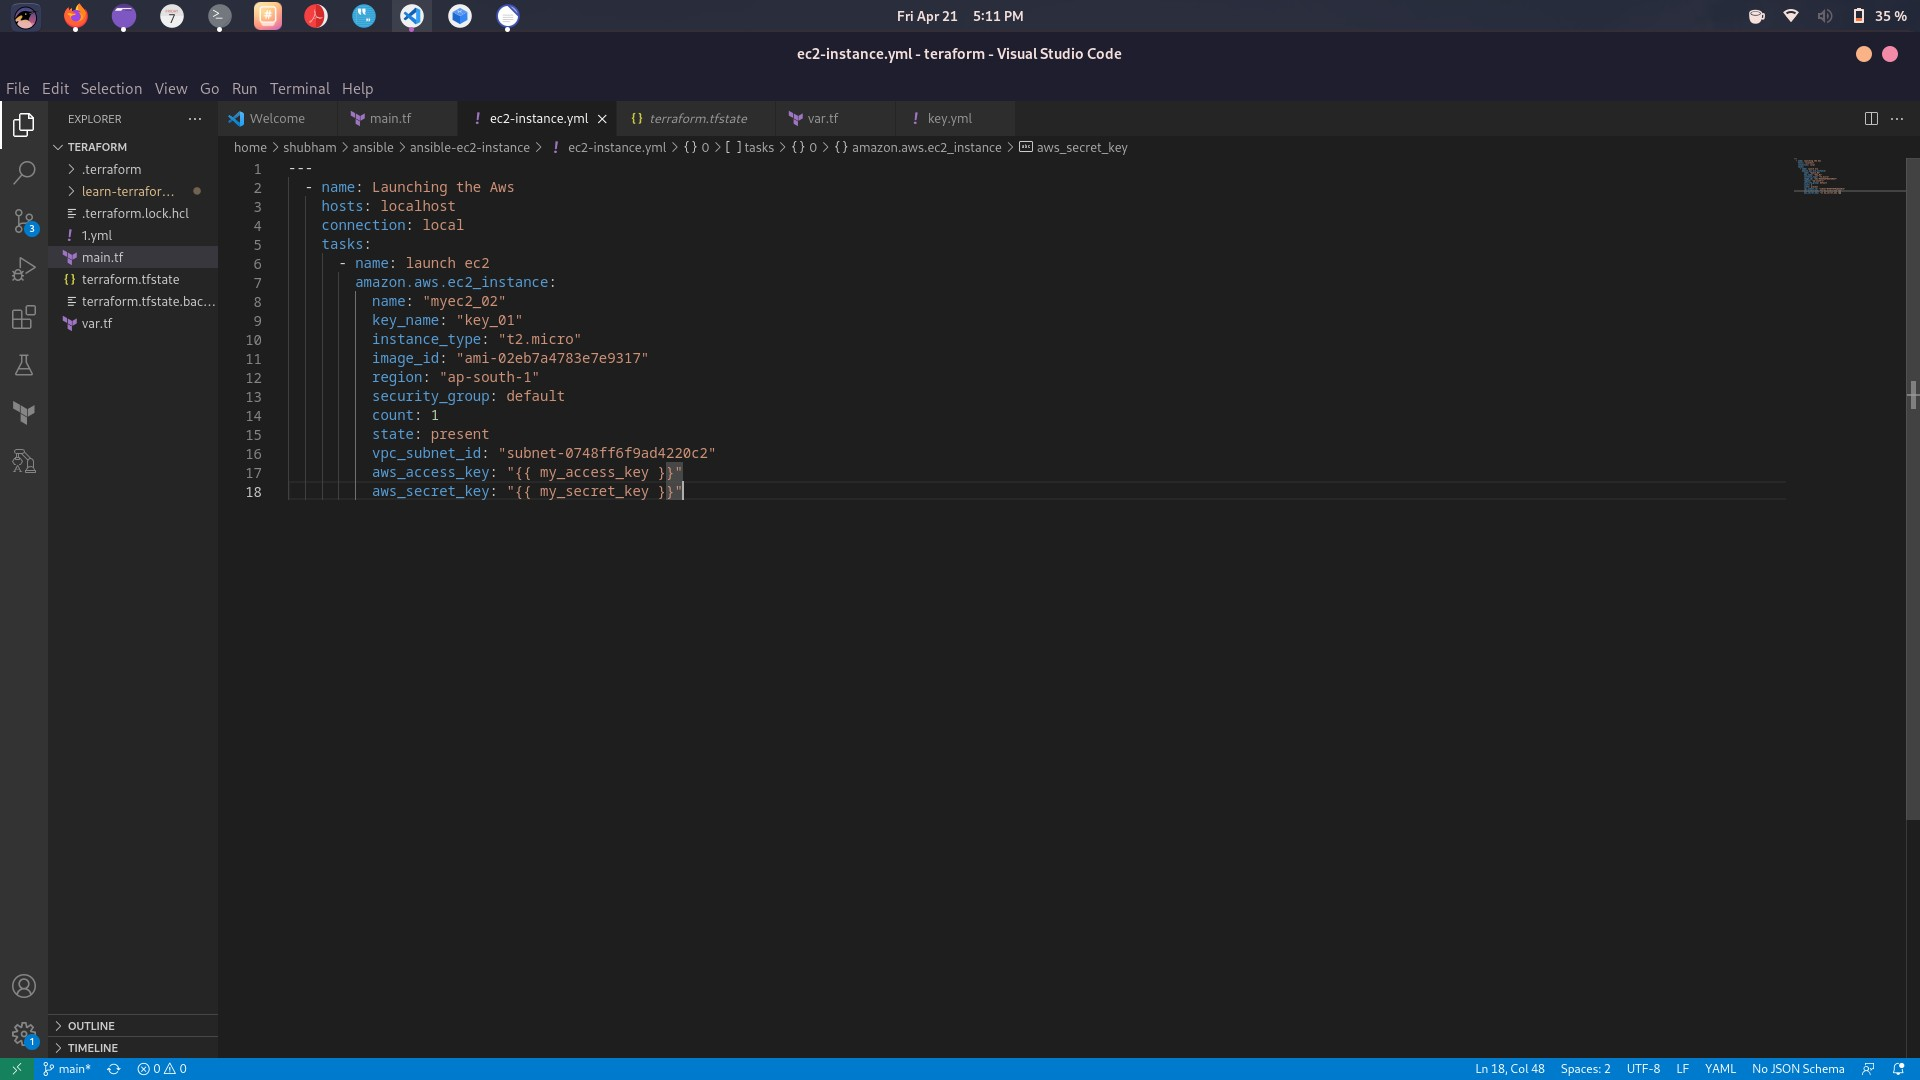 Fri Apr 21 5:11 PM
35 %
ec2-instance.yml - teraform - Visual Studio Code
File Edit Selection View Go Run Terminal Help
EXPLORER
Welcome
main.tf
ec2-instance.yml
terraform.tfstate
var.tf
key.yml
TERAFORM
.terraform
learn-terrafor...
.terraform.lock.hcl
1.yml
main.tf
terraform.tfstate
terraform.tfstate.bac...
var.tf
3
home > shubham > ansible > ansible-ec2-instance > ! ec2-instance.yml > {} 0 > [ ] tasks > {} 0 > {} amazon.aws.ec2_instance > abc aws_secret_key
1 ---
2 - name: Launching the Aws
3 hosts: localhost
4 connection: local
5 tasks:
6 - name: launch ec2
7 amazon.aws.ec2_instance:
8 name: "myec2_02"
9 key_name: "key_01"
10 instance_type: "t2.micro"
11 image_id: "ami-02eb7a4783e7e9317"
12 region: "ap-south-1"
13 security_group: default
14 count: 1
15 state: present
16 vpc_subnet_id: "subnet-0748ff6f9ad4220c2"
17 aws_access_key: "{{ my_access_key }}"
18 aws_secret_key: "{{ my_secret_key }}"
OUTLINE
TIMELINE
1
main* 0 0
Ln 18, Col 48 Spaces: 2 UTF-8 LF YAML No JSON Schema